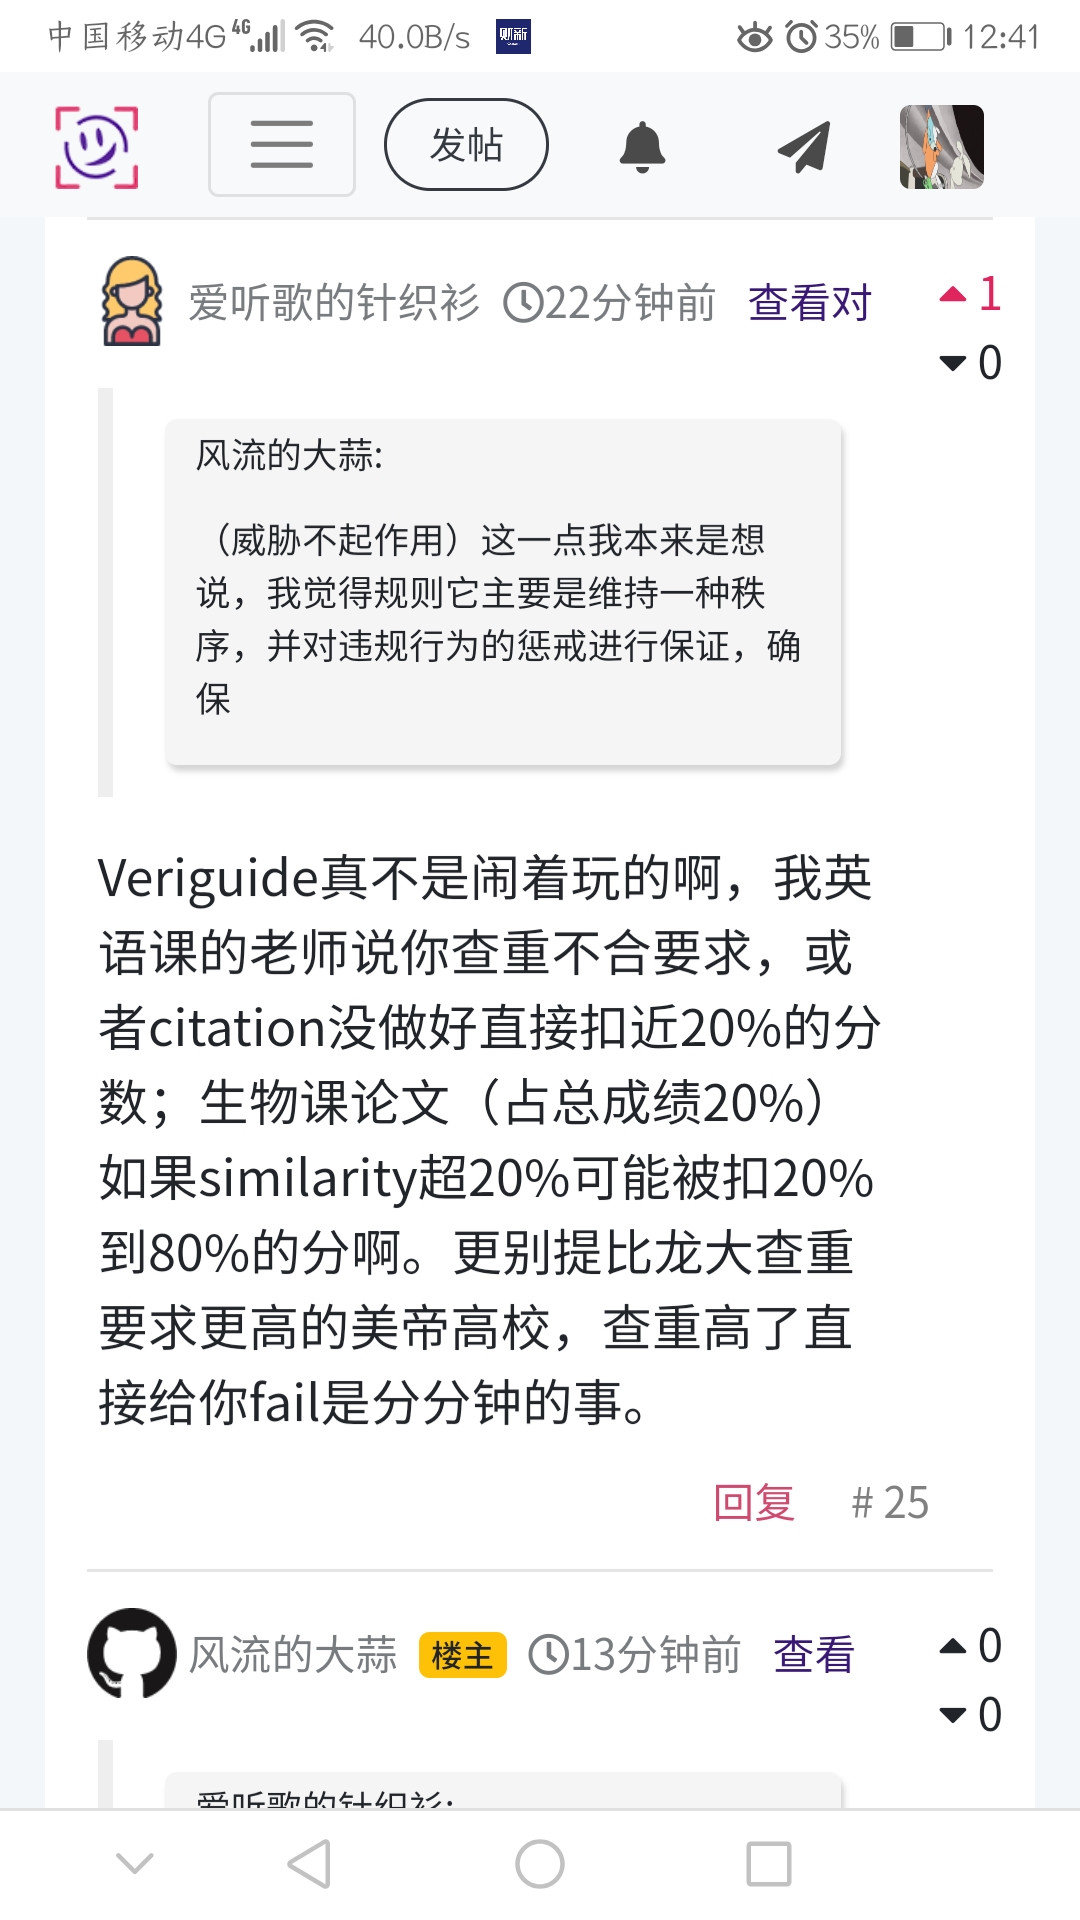 中国移动4G 4G 40.0B/s 财新 35% 12:41
发帖
爱听歌的针织衫 22分钟前 查看对 1
0
风流的大蒜:
（威胁不起作用）这一点我本来是想
说，我觉得规则它主要是维持一种秩
序，并对违规行为的惩戒进行保证，确
保
Veriguide真不是闹着玩的啊，我英
语课的老师说你查重不合要求，或
者citation没做好直接扣近20%的分
数；生物课论文（占总成绩20%）
如果similarity超20%可能被扣20%
到80%的分啊。更别提比龙大查重
要求更高的美帝高校，查重高了直
接给你fail是分分钟的事。
回复 # 25
风流的大蒜 楼主 13分钟前 查看 0
0
爱听歌的针织衫: